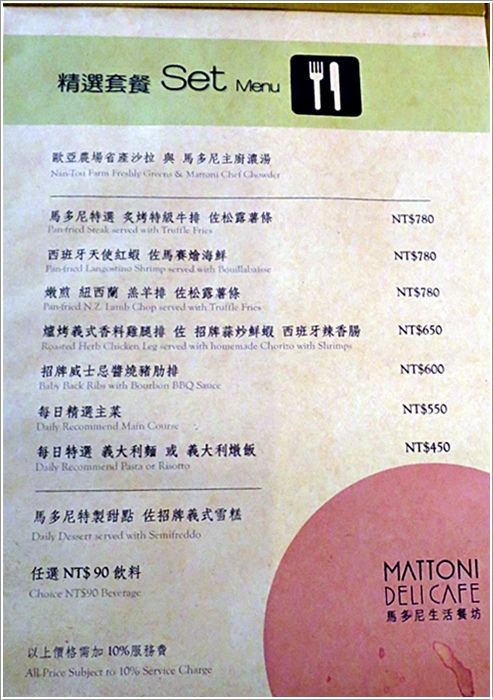 精選套餐 Set Menu
歐亞農場省產沙拉 與 馬多尼主廚濃湯
Nan-Tou Farm Freshly Greens & Mattoni Chef Chowder
馬多尼特選 炙烤特級牛排 佐松露薯條 NT$780
Pan-fried Steak served with Truffle Fries
西班牙天使紅蝦 佐馬賽燴海鮮 NT$780
Pan-fried Langostino Shrimp served with Bouillabaisse
嫩煎 紐西蘭 羔羊排 佐松露薯條 NT$780
Pan-fried N.Z. Lamb Chop served with Truffle Fries
爐烤義式香料雞腿排 佐 招牌蒜炒鮮蝦 西班牙辣香腸 NT$650
Roasted Herb Chicken Leg served with homemade Chorizo with Shrimps
招牌威士忌醬燒豬肋排 NT$600
Baby Back Ribs with Bourbon BBQ Sauce
每日精選主菜 NT$550
Daily Recommend Main Course
每日特選 義大利麵 或 義大利燉飯 NT$450
Daily Recommend Pasta or Risotto
馬多尼特製甜點 佐招牌義式雪糕
Daily Dessert served with Semifreddo
任選 NT$ 90 飲料
Choice NT$90 Beverage
MATTONI
DELI CAFE
馬多尼生活餐坊
以上價格需加 10%服務費
All Price Subject to 10% Service Charge